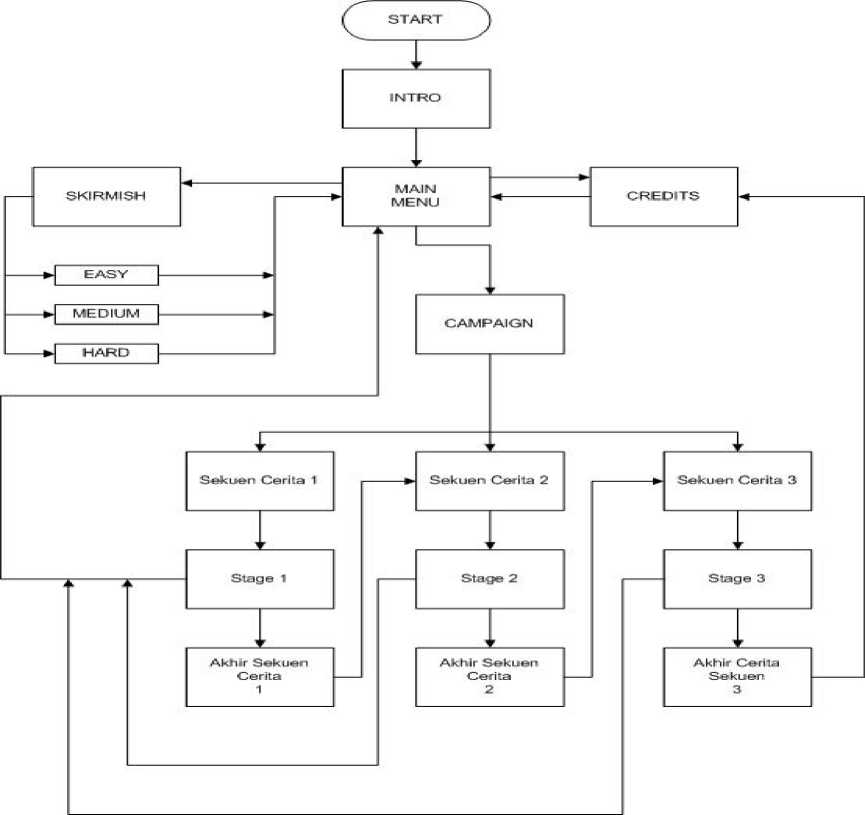 START
INTRO
SKIRMISH
MAIN
MENU
CREDITS
EASY
MEDIUM
HARD
CAMPAIGN
Sekuen Cerita 1
Sekuen Cerita 2
Sekuen Cerita 3
Stage 1
Stage 2
Stage 3
Akhir Sekuen
Cerita
1
Akhir Sekuen
Cerita
2
Akhir Cerita
Sekuen
3